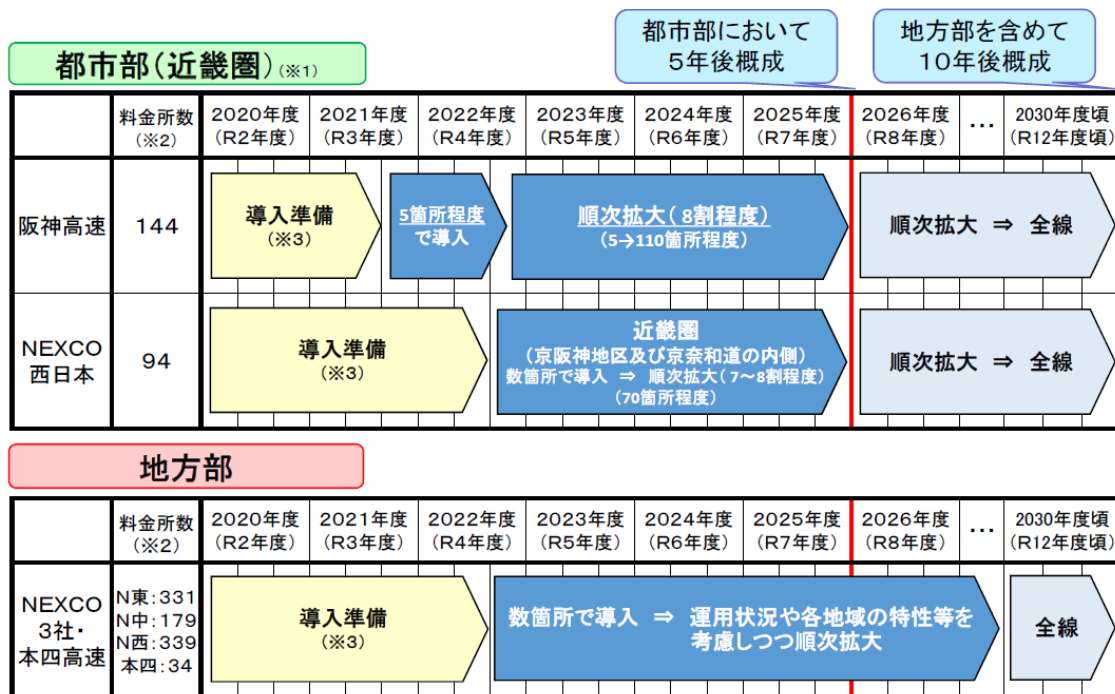 都市部において
5年後概成
地方部を含めて
10年後概成
都市部(近畿圏)(※1)
料金所数
(※2)
2020年度
(R2年度)
2021年度
(R3年度)
2022年度
(R4年度)
2023年度
(R5年度)
2024年度
(R6年度)
2025年度
(R7年度)
2026年度
(R8年度)
…
2030年度頃
(R12年度頃)
阪神高速
144
導入準備
(※3)
5箇所程度
で導入
順次拡大(8割程度)
(5→110箇所程度)
順次拡大 ⇒ 全線
NEXCO
西日本
94
導入準備
(※3)
近畿圏
(京阪神地区及び京奈和道の内側)
数箇所で導入 ⇒ 順次拡大(7～8割程度)
(70箇所程度)
順次拡大 ⇒ 全線
地方部
料金所数
(※2)
2020年度
(R2年度)
2021年度
(R3年度)
2022年度
(R4年度)
2023年度
(R5年度)
2024年度
(R6年度)
2025年度
(R7年度)
2026年度
(R8年度)
…
2030年度頃
(R12年度頃)
NEXCO
3社・
本四高速
N東:331
N中:179
N西:339
本四:34
導入準備
(※3)
数箇所で導入 ⇒ 運用状況や各地域の特性等を
考慮しつつ順次拡大
全線